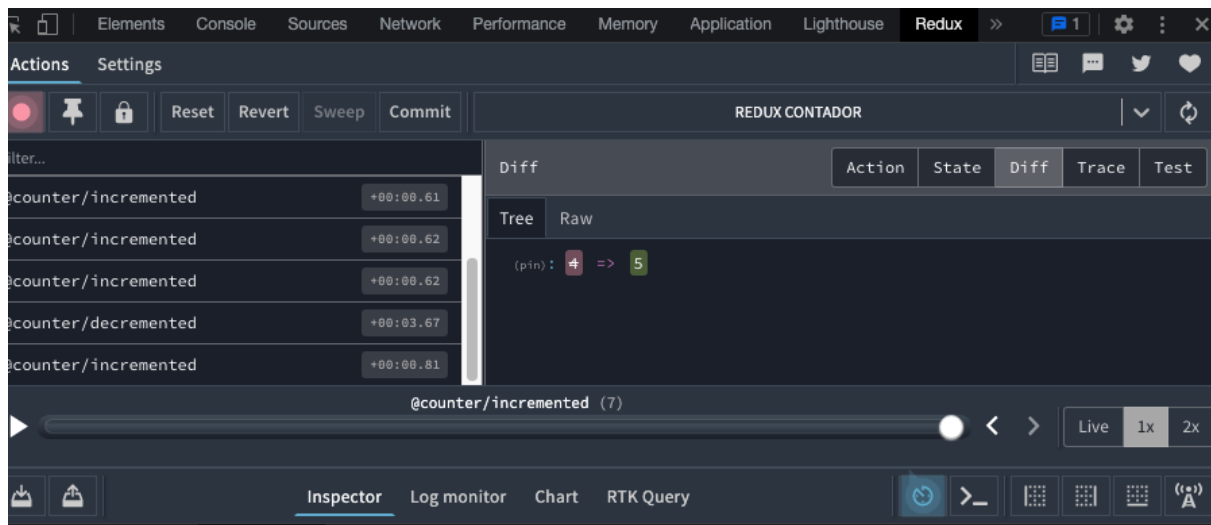 Elements Console Sources Network Performance Memory Application Lighthouse Redux » 1
Actions Settings
Reset Revert Sweep Commit REDUX CONTADOR
ilter...
Diff Action State Diff Trace Test
@counter/incremented +00:00.61
Tree Raw
@counter/incremented +00:00.62
(pin): 4 => 5
@counter/incremented +00:00.62
@counter/decremented +00:03.67
@counter/incremented +00:00.81
@counter/incremented (7)
Live 1x 2x
Inspector Log monitor Chart RTK Query